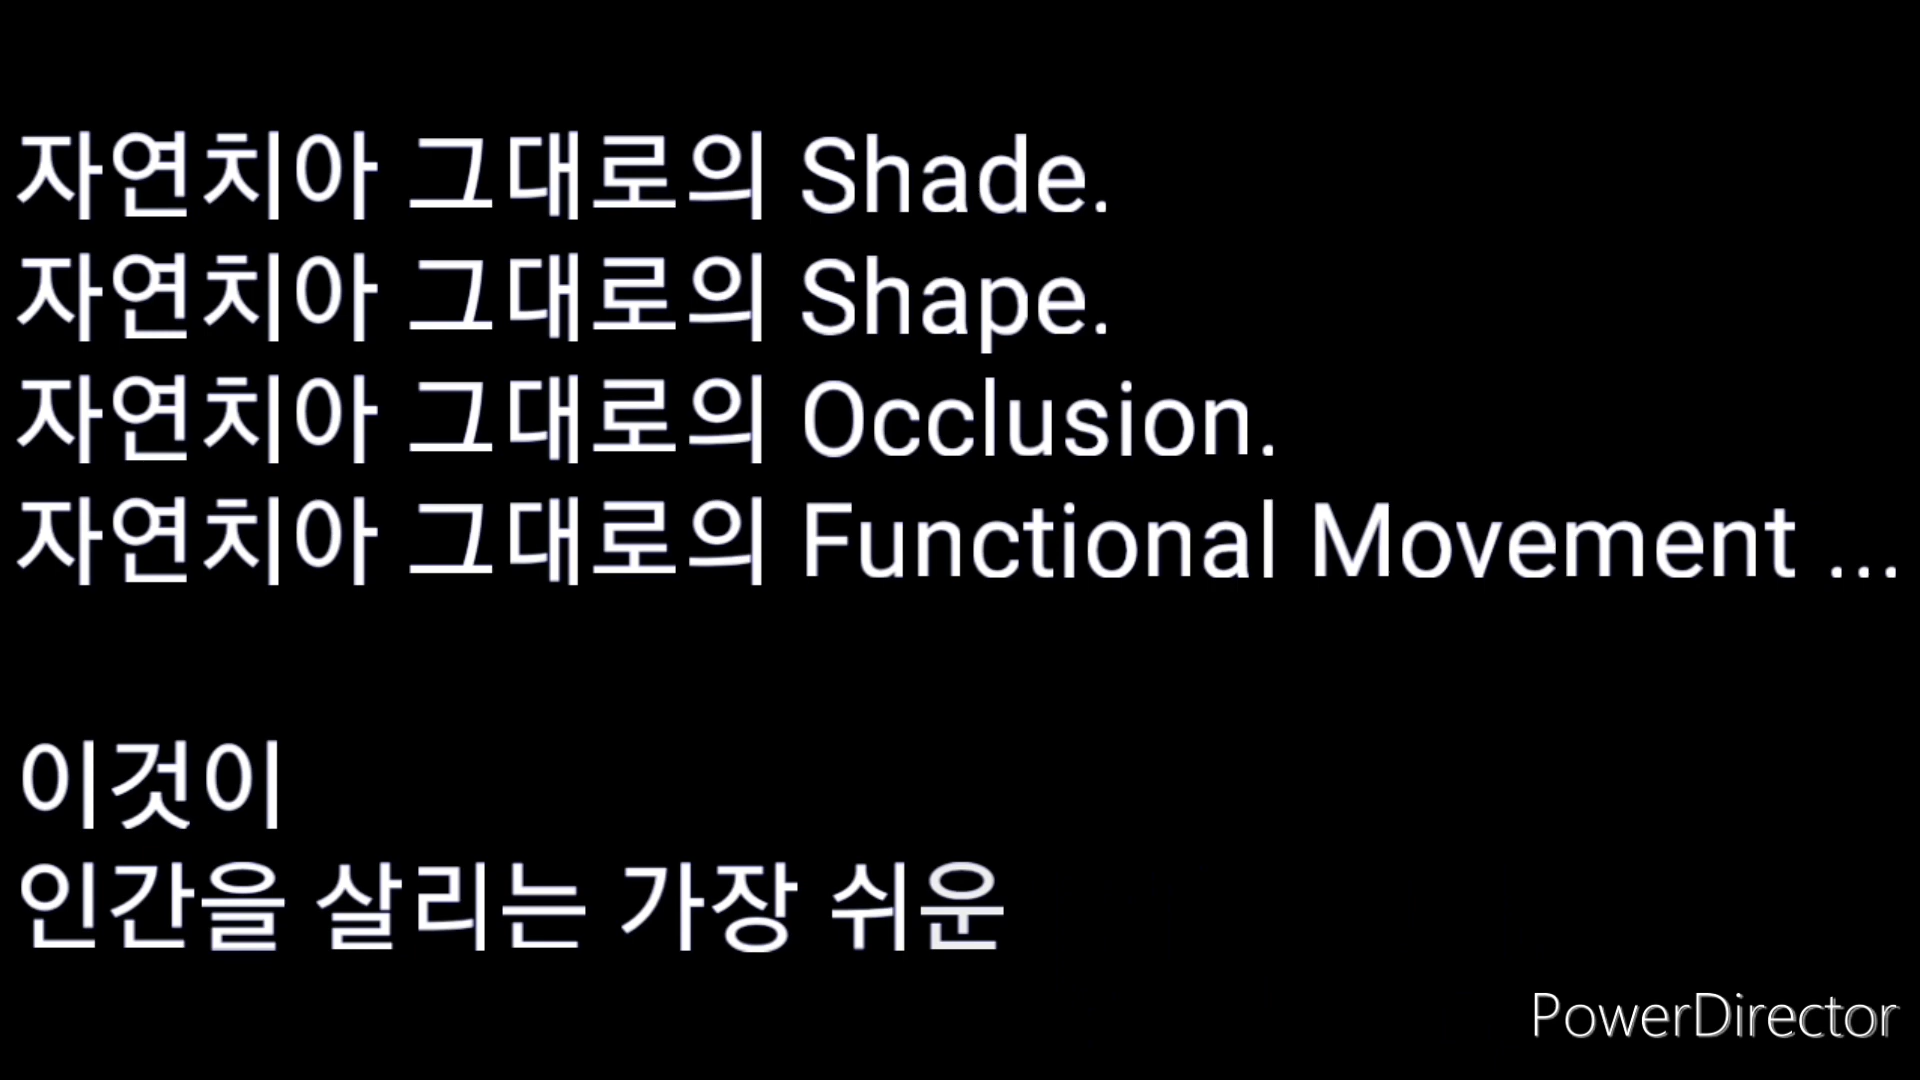 자연치아 그대로의 Shade.
자연치아 그대로의 Shape.
자연치아 그대로의 Occlusion.
자연치아 그대로의 Functional Movement ...
이것이
인간을 살리는 가장 쉬운
PowerDirector